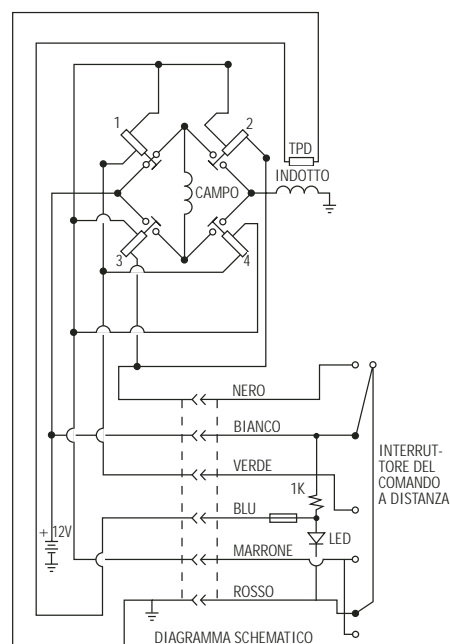 1
2
TPD
INDOTTO
CAMPO
3
4
NERO
BIANCO
INTERRUT-
TORE DEL
COMANDO
A DISTANZA
VERDE
1K
BLU
+ 12V
LED
MARRONE
ROSSO
DIAGRAMMA SCHEMATICO